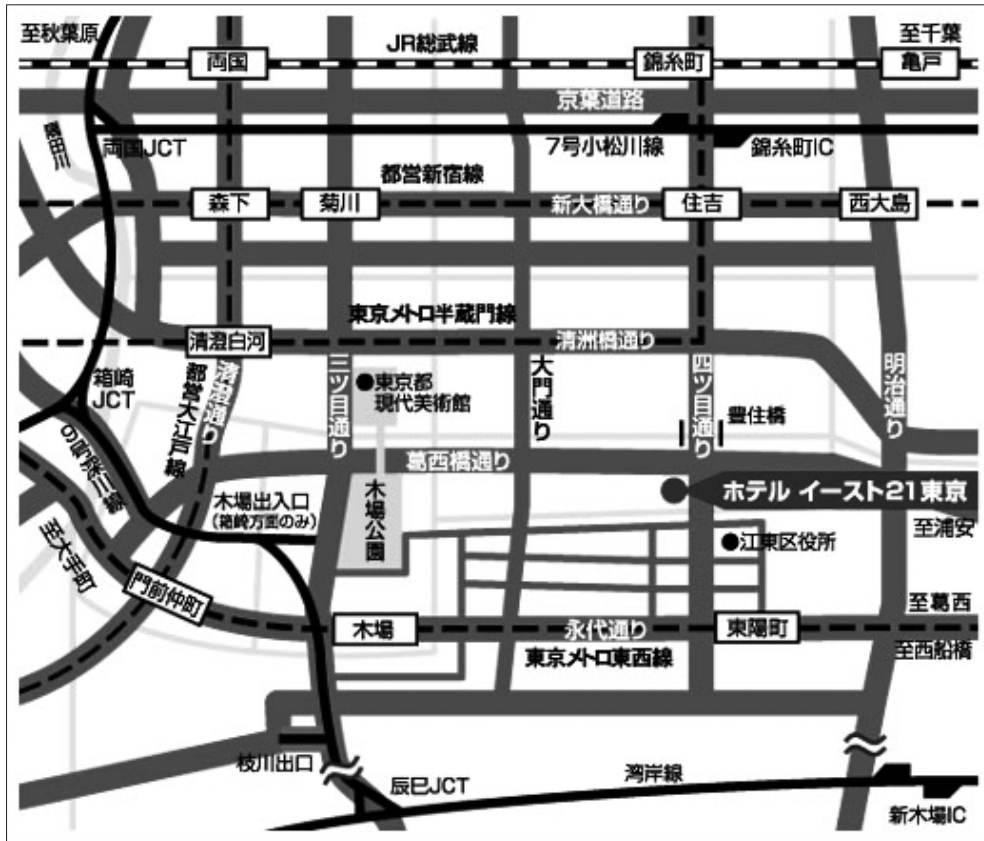 至秋葉原
JR総武線
至千葉
両国
錦糸町
亀戸
京葉道路
隅田川
両国JCT
7号小松川線
錦糸町IC
都営新宿線
森下
菊川
新大橋通り
住吉
西大島
東京メトロ半蔵門線
清澄白河
清洲橋通り
箱崎
JCT
都営大江戸線
清澄通り
三ツ目通り
東京都
現代美術館
大門通り
四ツ目通り
明治通り
豊住橋
葛西橋通り
9号深川線
木場出入口
(箱崎方面のみ)
木場公園
ホテル イースト21東京
至浦安
至大手町
江東区役所
門前仲町
至葛西
木場
永代通り
東陽町
東京メトロ東西線
至西船橋
枝川出口
辰巳JCT
湾岸線
新木場IC